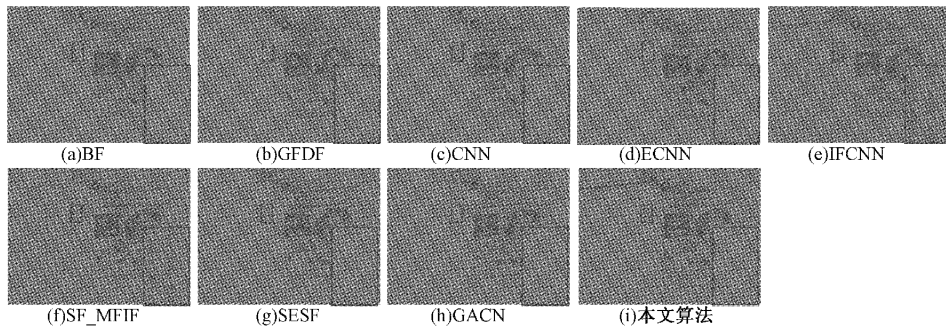 (a)BF
(b)GFDF
(c)CNN
(d)ECNN
(e)IFCNN
(f)SF_MFIF
(g)SESF
(h)GACN
(i)本文算法